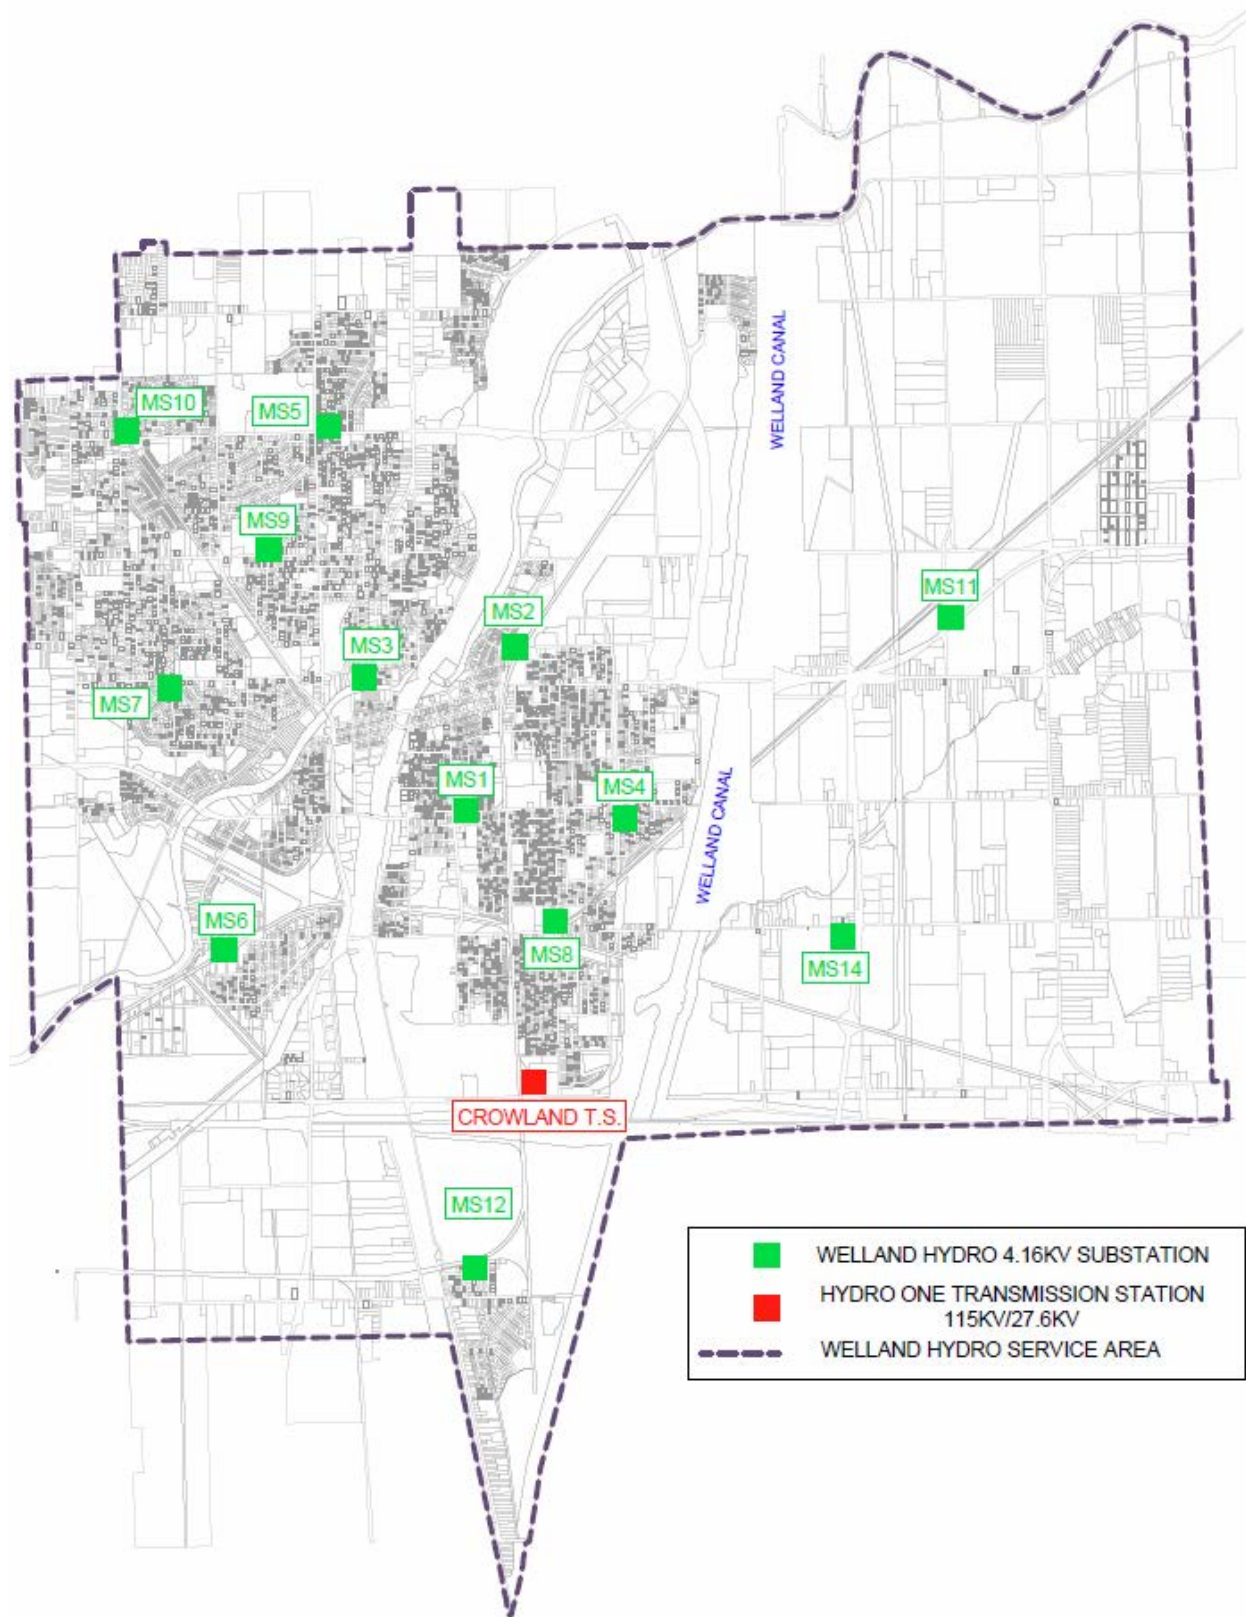 WELLAND CANAL
MS10
MS5
MS9
MS11
MS2
MS3
MS7
MS1
MS4
WELLAND CANAL
MS6
MS8
MS14
CROWLAND T.S.
MS12
WELLAND HYDRO 4.16KV SUBSTATION
HYDRO ONE TRANSMISSION STATION
115KV/27.6KV
WELLAND HYDRO SERVICE AREA